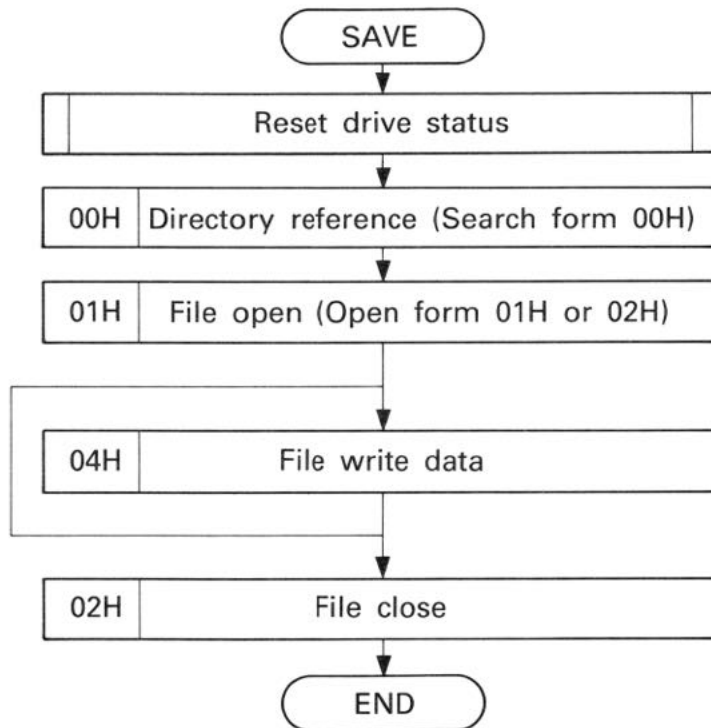 SAVE
Reset drive status
00H Directory reference (Search form 00H)
01H File open (Open form 01H or 02H)
04H File write data
02H File close
END